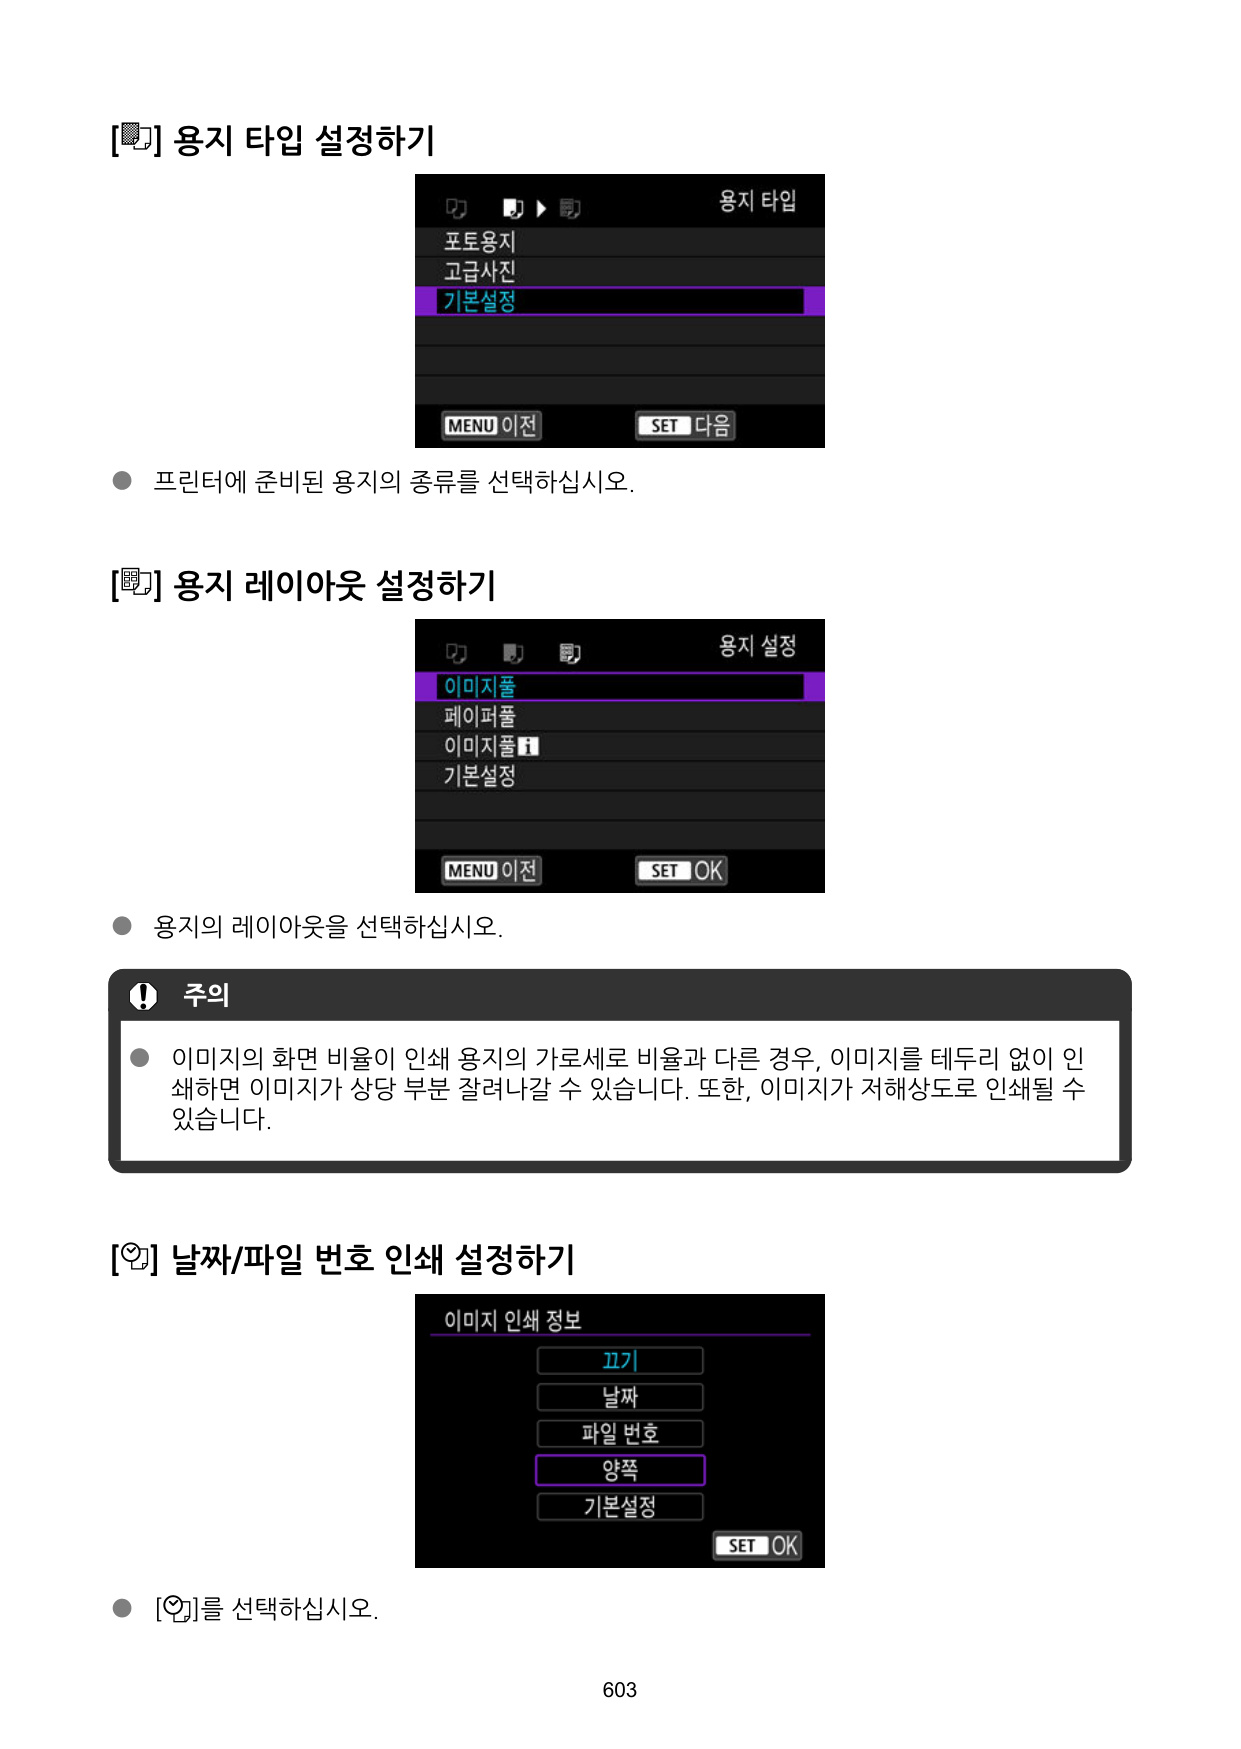 [] 용지 타입 설정하기
용지 타입
포토용지
고급사진
기본설정
MENU 이전 SET 다음
● 프린터에 준비된 용지의 종류를 선택하십시오.
[] 용지 레이아웃 설정하기
용지 설정
이미지풀
페이퍼풀
이미지풀 i
기본설정
MENU 이전 SET OK
● 용지의 레이아웃을 선택하십시오.
주의
● 이미지의 화면 비율이 인쇄 용지의 가로세로 비율과 다른 경우, 이미지를 테두리 없이 인
쇄하면 이미지가 상당 부분 잘려나갈 수 있습니다. 또한, 이미지가 저해상도로 인쇄될 수
있습니다.
[] 날짜/파일 번호 인쇄 설정하기
이미지 인쇄 정보
끄기
날짜
파일 번호
양쪽
기본설정
SET OK
● []를 선택하십시오.
603